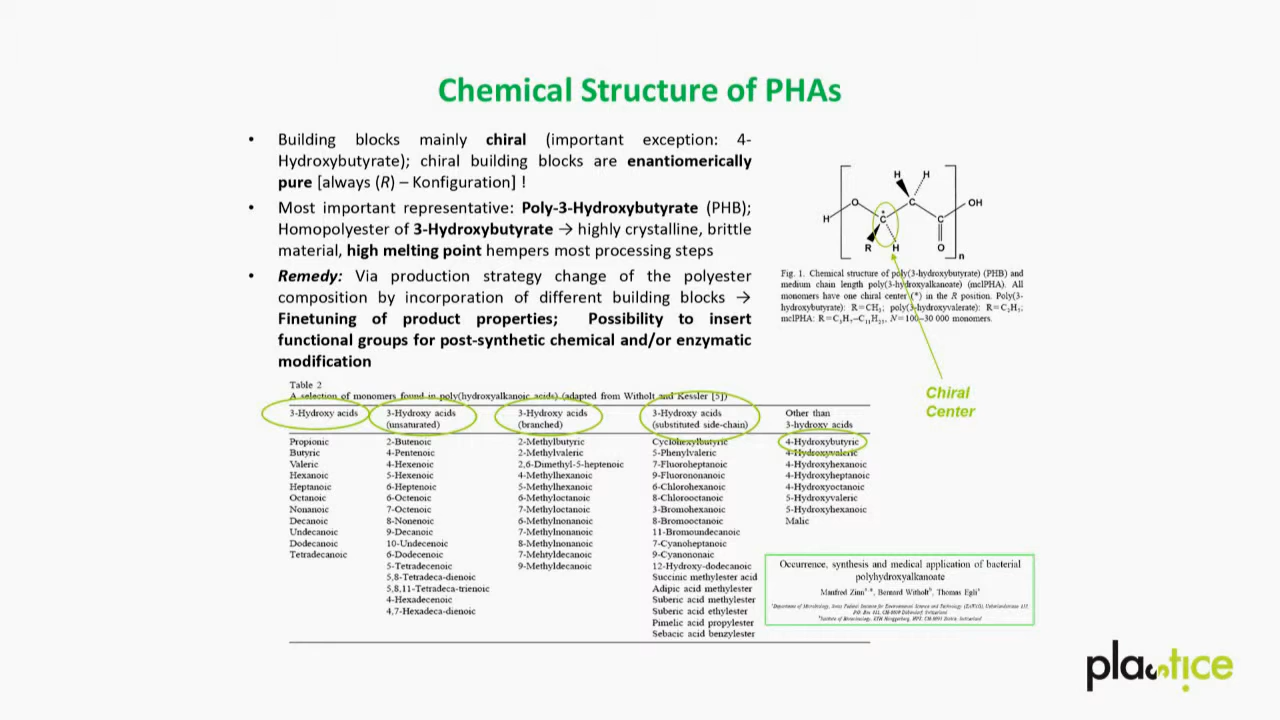 Chemical Structure of PHAs
• Building blocks mainly chiral (important exception: 4-
Hydroxybutyrate); chiral building blocks are enantiomerically
pure [always (R) – Konfiguration] !
• Most important representative: Poly-3-Hydroxybutyrate (PHB);
Homopolyester of 3-Hydroxybutyrate → highly crystalline, brittle
material, high melting point hempers most processing steps
• Remedy: Via production strategy change of the polyester
composition by incorporation of different building blocks →
Finetuning of product properties; Possibility to insert
functional groups for post-synthetic chemical and/or enzymatic
modification
H H
O C OH
H C* C
R H O n
Fig. 1. Chemical structure of poly(3-hydroxybutyrate) (PHB) and
medium chain length poly(3-hydroxyalkanoate) (mclPHA). All
monomers have one chiral center (*) in the R position. Poly(3-
hydroxybutyrate): R=CH3; poly(3-hydroxyvalerate): R=C2H5;
mclPHA: R=C3H7–C11H23, N=100–30 000 monomers.
Chiral
Center
Table 2
A selection of monomers found in poly(hydroxyalkanoic acids) (adapted from Witholt and Kessler [5])
3-Hydroxy acids
Propionic
Butyric
Valeric
Hexanoic
Heptanoic
Octanoic
Nonanoic
Decanoic
Undecanoic
Dodecanoic
Tetradecanoic
3-Hydroxy acids
(unsaturated)
2-Butenoic
4-Pentenoic
4-Hexenoic
5-Hexenoic
6-Heptenoic
6-Octenoic
7-Octenoic
8-Nonenoic
9-Decanoic
10-Undecenoic
6-Dodecenoic
5-Tetradecenoic
5,8-Tetradeca-dienoic
5,8,11-Tetradeca-trienoic
4-Hexadecenoic
4,7-Hexadeca-dienoic
3-Hydroxy acids
(branched)
2-Methylbutyric
2-Methylvaleric
2,6-Dimethyl-5-heptenoic
4-Methylhexanoic
5-Methylhexanoic
6-Methyloctanoic
7-Methyloctanoic
6-Methylnonanoic
7-Methylnonanoic
8-Methylnonanoic
7-Mehtyldecanoic
9-Methyldecanoic
3-Hydroxy acids
(substituted side-chain)
Cyclohexylbutyric
5-Phenylvaleric
7-Fluoroheptanoic
9-Fluorononanoic
6-Chlorohexanoic
8-Chlorooctanoic
3-Bromohexanoic
8-Bromooctanoic
11-Bromoundecanoic
7-Cyanoheptanoic
9-Cyanononaic
12-Hydroxy-dodecanoic
Succinic methylester acid
Adipic acid methylester
Suberic acid methylester
Suberic acid ethylester
Pimelic acid propylester
Sebacic acid benzylester
Other than
3-hydroxy acids
4-Hydroxybutyric
4-Hydroxyvaleric
4-Hydroxyhexanoic
4-Hydroxyheptanoic
4-Hydroxyoctanoic
5-Hydroxyvaleric
5-Hydroxyhexanoic
Malic
Occurrence, synthesis and medical application of bacterial
polyhydroxyalkanoate
Manfred Zinn, Bernard Witholt, Thomas Egli
plastice